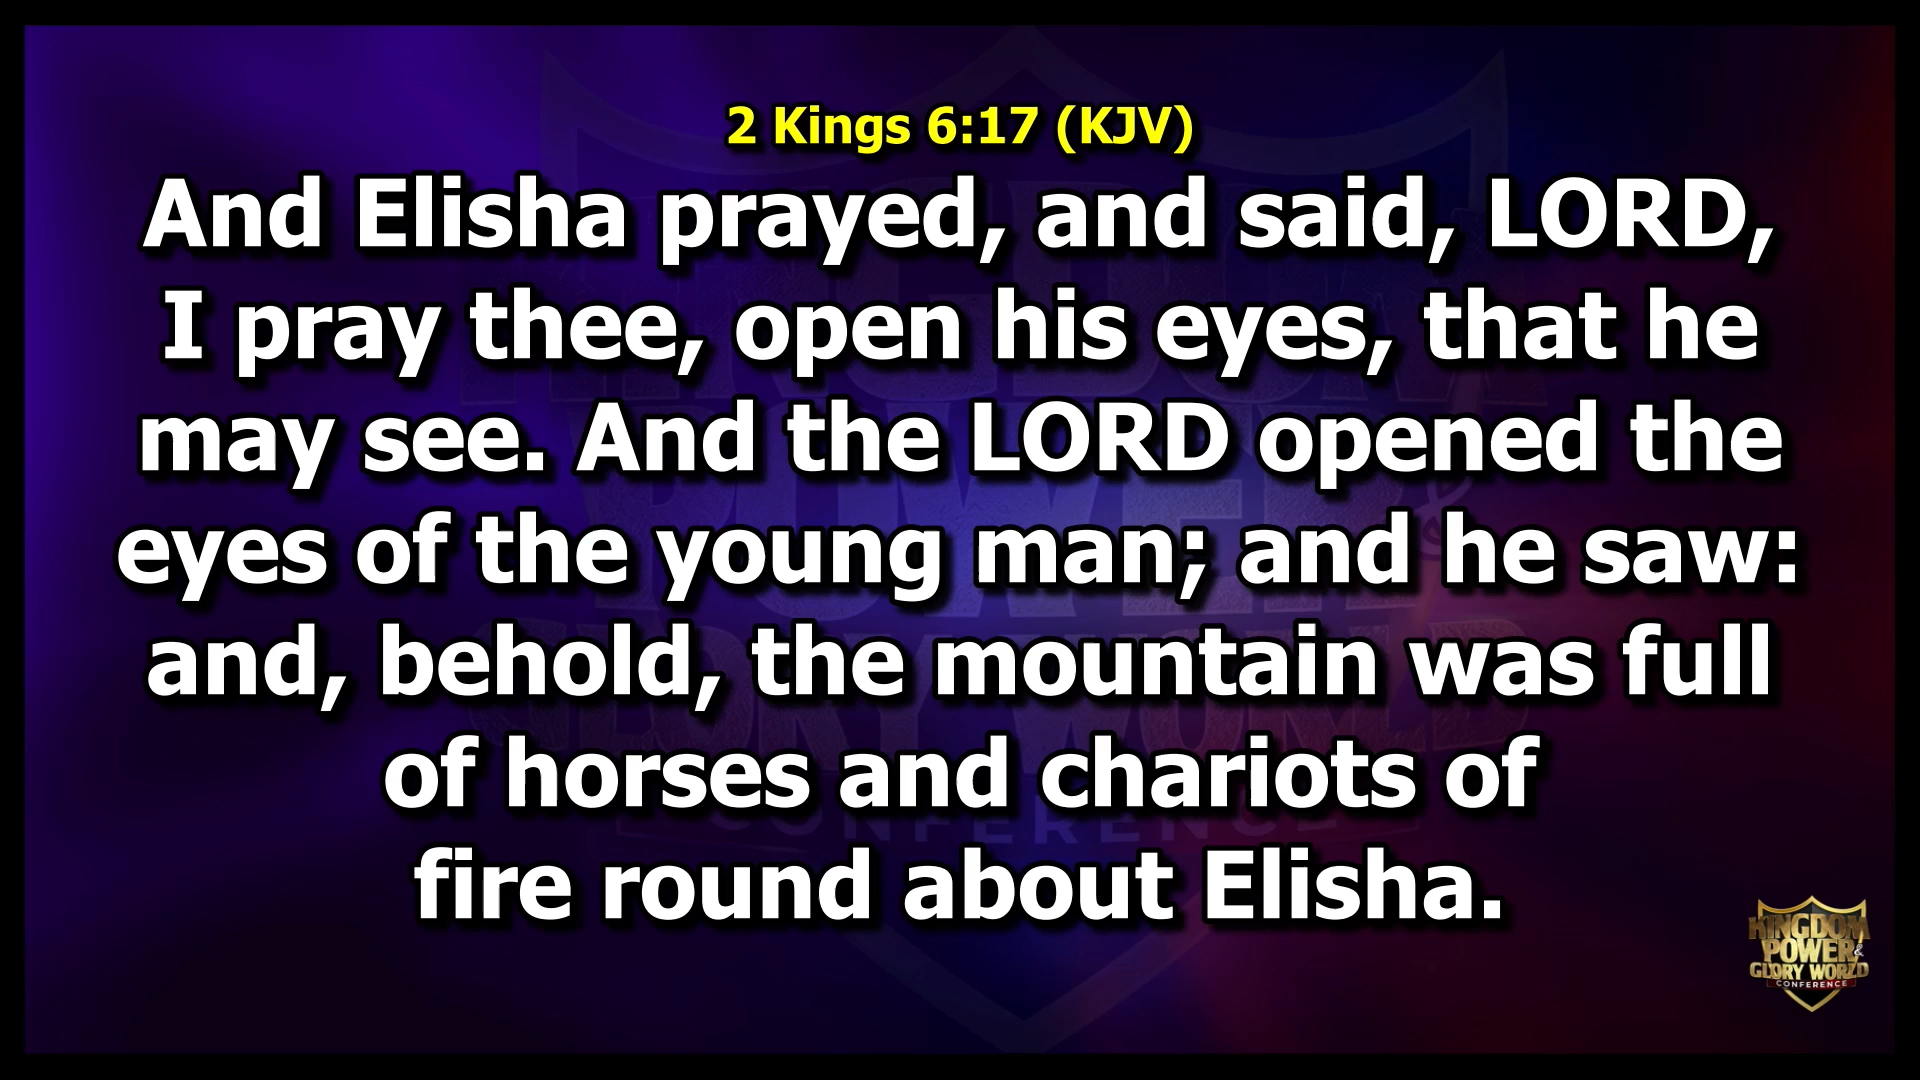 2 Kings 6:17 (KJV)
And Elisha prayed, and said, LORD,
I pray thee, open his eyes, that he
may see. And the LORD opened the
eyes of the young man; and he saw:
and, behold, the mountain was full
of horses and chariots of
fire round about Elisha.
KINGDOM
POWER &
GLORY WORLD
CONFERENCE